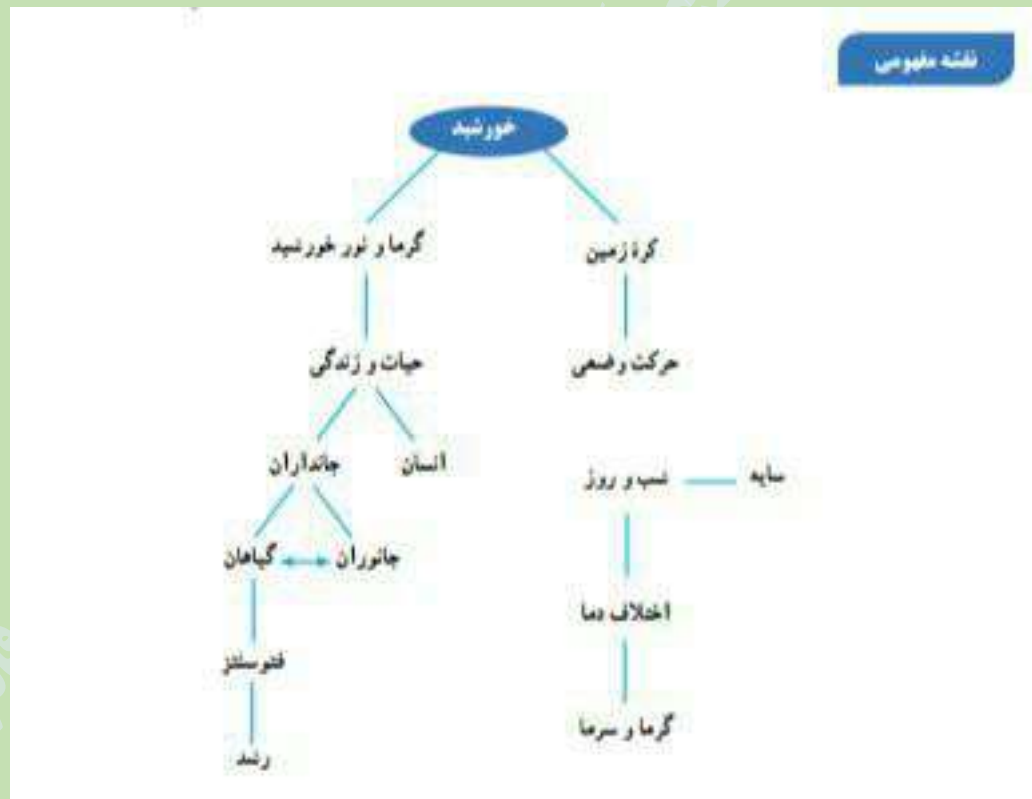 نقشه مفهومی
خورشید
کرهٔ زمین
گرما و نور خورشید
حرکت وضعی
حیات و زندگی
سایه
شب و روز
انسان
جانداران
جانوران
گیاهان
اختلاف دما
فتوسنتز
گرما و سرما
رشد